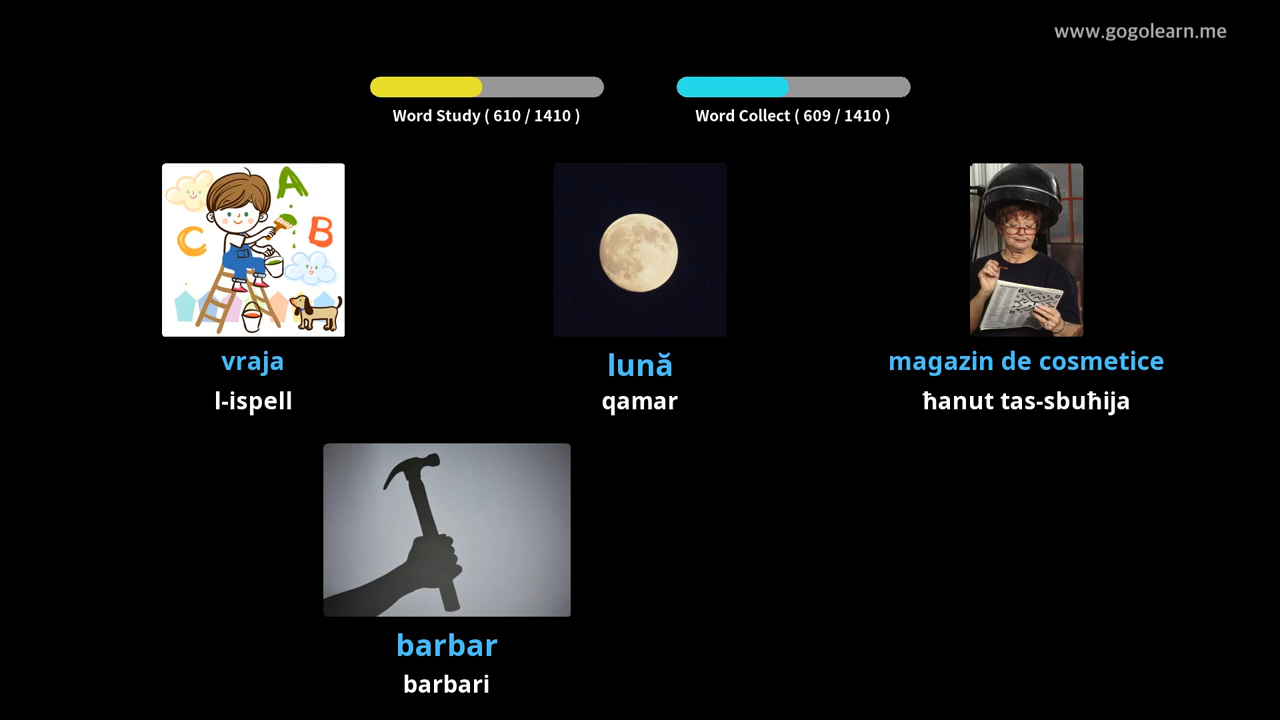 www.gogolearn.me
Word Study ( 610 / 1410 )
Word Collect ( 609 / 1410 )
A
B
C
vraja
l-ispell
lună
qamar
magazin de cosmetice
ħanut tas-sbuħija
barbar
barbari